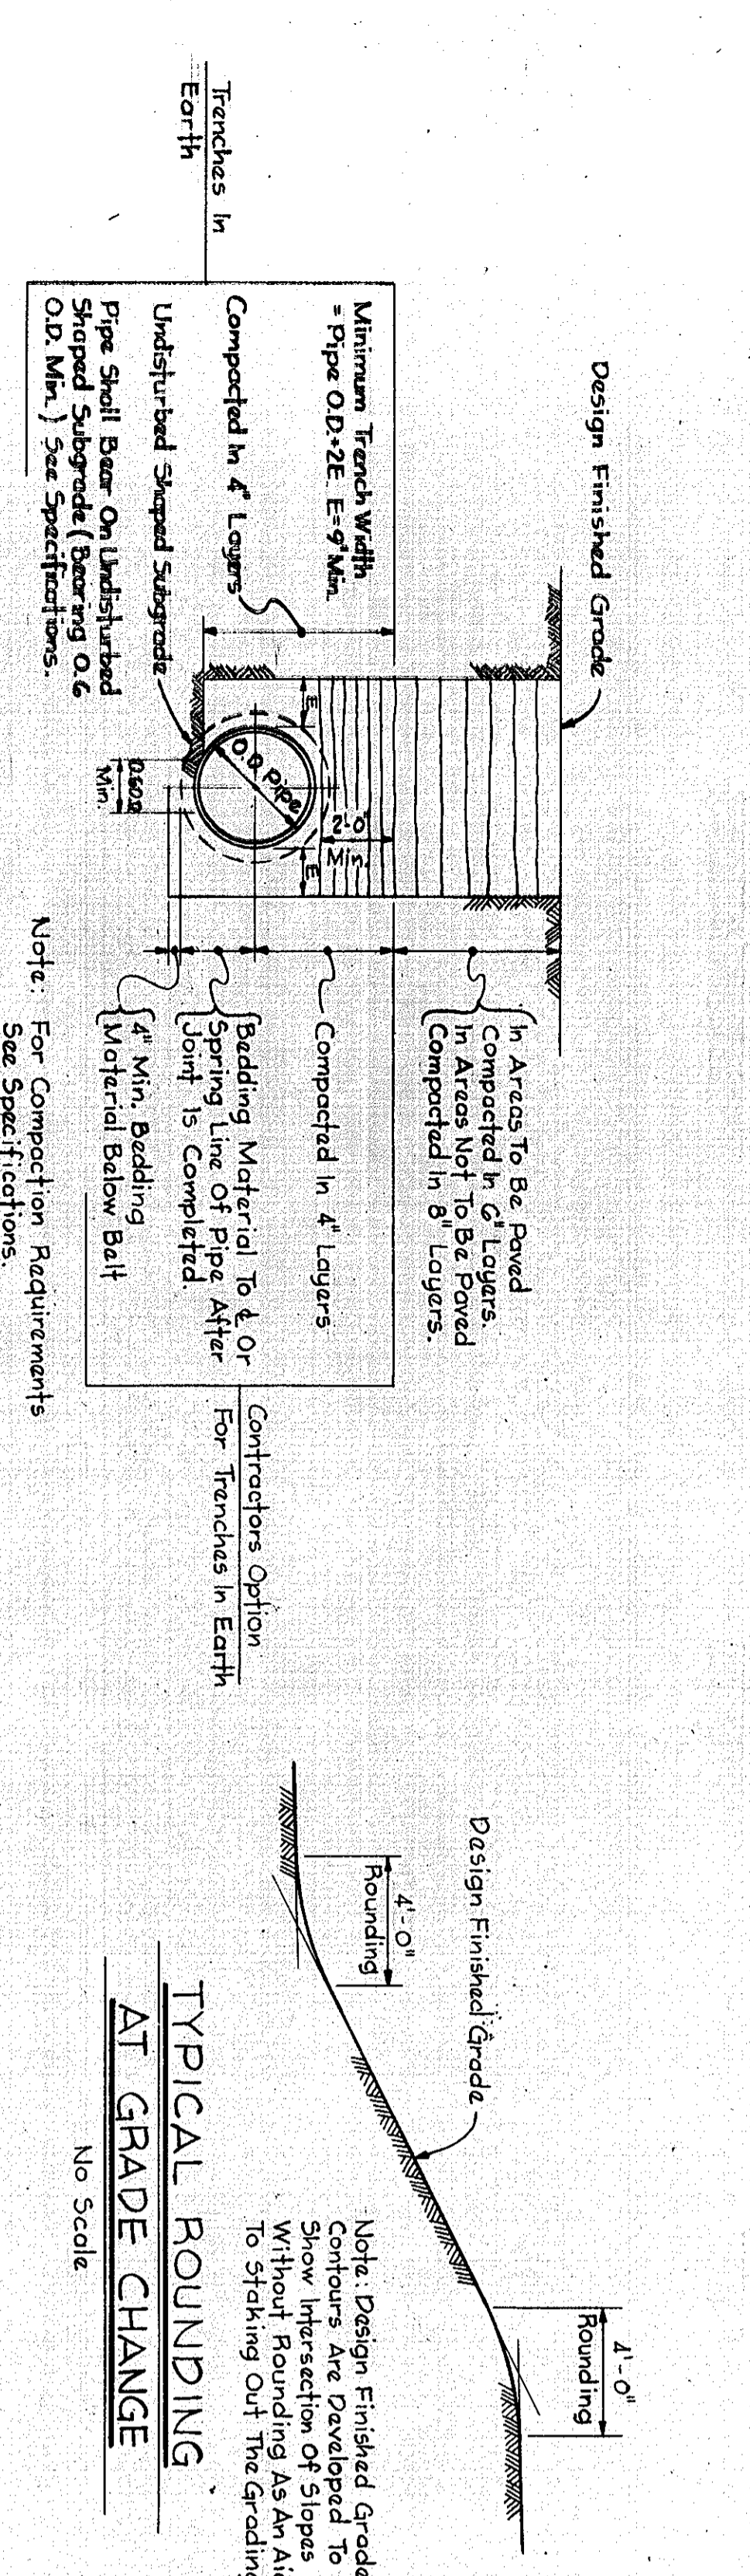 Design Finished Grade
Trenches In
Earth
Minimum Trench Width
= Pipe O.D.+2E E=9" Min.
Compacted In 4" Layers
Undisturbed Shaped Subgrade
Pipe Shall Bear On Undisturbed
Shaped Subgrade (Bearing 0.6
O.D. Min.) See Specifications.
E
O.D. Pipe
E
2'-0"
Min.
0.6 O.D.
Min.
In Areas To Be Paved
Compacted In 6" Layers.
In Areas Not To Be Paved
Compacted In 8" Layers.
Compacted In 4" Layers
Bedding Material To ℄ Or
Spring Line Of Pipe After
Joint Is Completed.
4" Min. Bedding
Material Below Bell
Note: For Compaction Requirements
See Specifications.
Contractors Option
For Trenches In Earth
Design Finished Grade
4'-0"
Rounding
4'-0"
Rounding
Note: Design Finished Grade
Contours Are Developed To
Show Intersection Of Slopes
Without Rounding As An Ai
To Staking Out The Grading
TYPICAL ROUNDING
AT GRADE CHANGE
No Scale